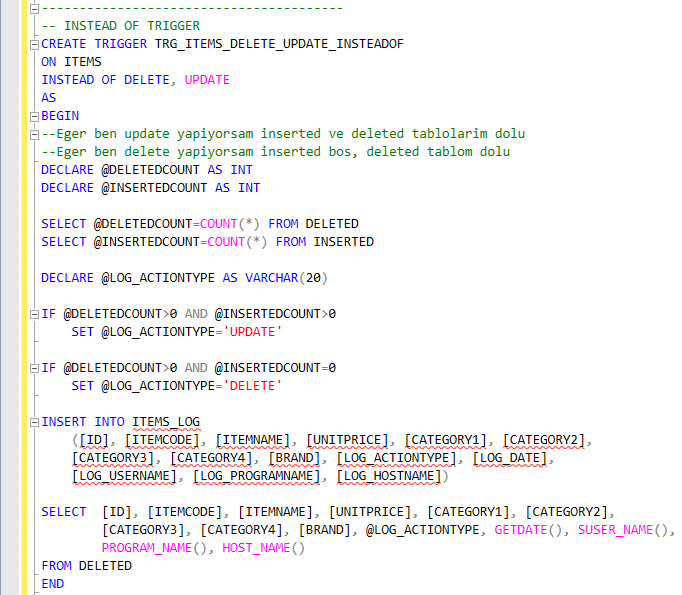 ----------------------------------------
-- INSTEAD OF TRIGGER
CREATE TRIGGER TRG_ITEMS_DELETE_UPDATE_INSTEADOF
ON ITEMS
INSTEAD OF DELETE, UPDATE
AS
BEGIN
--Eger ben update yapiyorsam inserted ve deleted tablolarim dolu
--Eger ben delete yapiyorsam inserted bos, deleted tablom dolu
DECLARE @DELETEDCOUNT AS INT
DECLARE @INSERTEDCOUNT AS INT
SELECT @DELETEDCOUNT=COUNT(*) FROM DELETED
SELECT @INSERTEDCOUNT=COUNT(*) FROM INSERTED
DECLARE @LOG_ACTIONTYPE AS VARCHAR(20)
IF @DELETEDCOUNT>0 AND @INSERTEDCOUNT>0
SET @LOG_ACTIONTYPE='UPDATE'
IF @DELETEDCOUNT>0 AND @INSERTEDCOUNT=0
SET @LOG_ACTIONTYPE='DELETE'
INSERT INTO ITEMS_LOG
([ID], [ITEMCODE], [ITEMNAME], [UNITPRICE], [CATEGORY1], [CATEGORY2],
[CATEGORY3], [CATEGORY4], [BRAND], [LOG_ACTIONTYPE], [LOG_DATE],
[LOG_USERNAME], [LOG_PROGRAMNAME], [LOG_HOSTNAME])
SELECT [ID], [ITEMCODE], [ITEMNAME], [UNITPRICE], [CATEGORY1], [CATEGORY2],
[CATEGORY3], [CATEGORY4], [BRAND], @LOG_ACTIONTYPE, GETDATE(), SUSER_NAME(),
PROGRAM_NAME(), HOST_NAME()
FROM DELETED
END